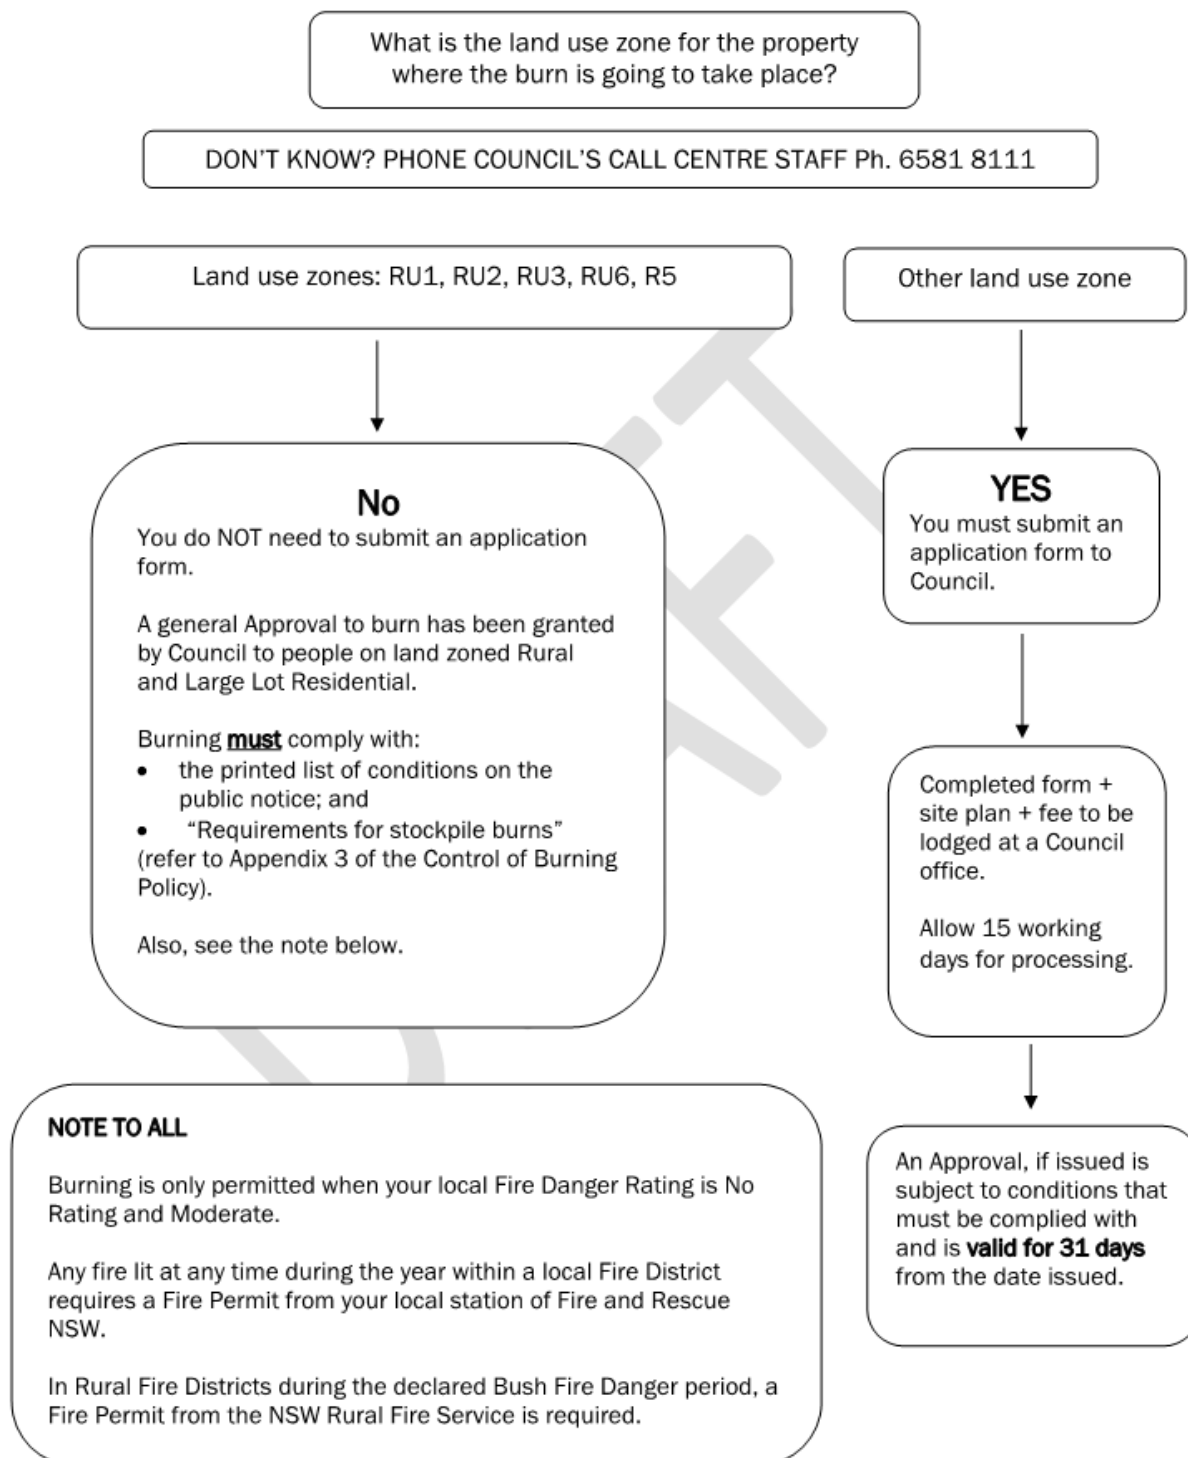 What is the land use zone for the property
where the burn is going to take place?
DON'T KNOW? PHONE COUNCIL'S CALL CENTRE STAFF Ph. 6581 8111
Land use zones: RU1, RU2, RU3, RU6, R5
Other land use zone
No
You do NOT need to submit an application
form.
A general Approval to burn has been granted
by Council to people on land zoned Rural
and Large Lot Residential.
Burning must comply with:
• the printed list of conditions on the
public notice; and
• “Requirements for stockpile burns”
(refer to Appendix 3 of the Control of Burning
Policy).
Also, see the note below.
YES
You must submit an
application form to
Council.
Completed form +
site plan + fee to be
lodged at a Council
office.
Allow 15 working
days for processing.
An Approval, if issued is
subject to conditions that
must be complied with
and is valid for 31 days
from the date issued.
NOTE TO ALL
Burning is only permitted when your local Fire Danger Rating is No
Rating and Moderate.
Any fire lit at any time during the year within a local Fire District
requires a Fire Permit from your local station of Fire and Rescue
NSW.
In Rural Fire Districts during the declared Bush Fire Danger period, a
Fire Permit from the NSW Rural Fire Service is required.
DRAFT